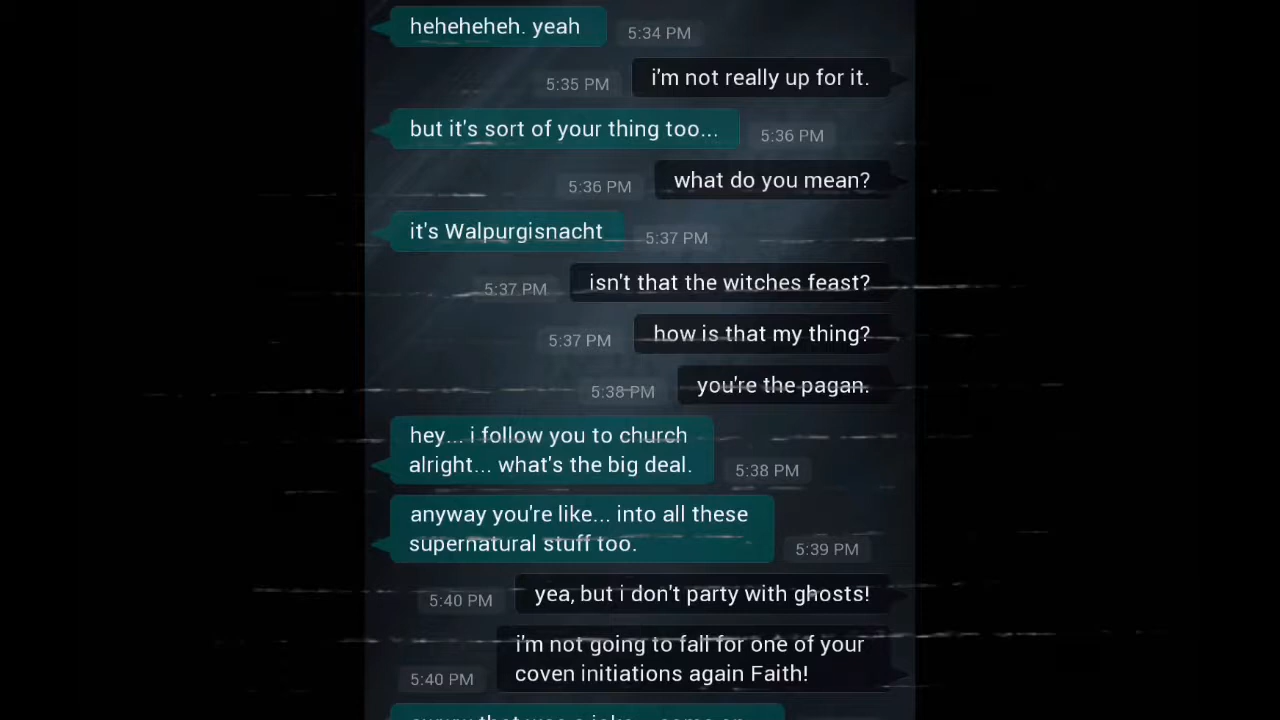 heheheheh. yeah
5:34 PM
5:35 PM
i'm not really up for it.
but it's sort of your thing too...
5:36 PM
5:36 PM
what do you mean?
it's Walpurgisnacht
5:37 PM
5:37 PM
isn't that the witches feast?
5:37 PM
how is that my thing?
5:38 PM
you're the pagan.
hey... i follow you to church
alright... what's the big deal.
5:38 PM
anyway you're like... into all these
supernatural stuff too.
5:39 PM
5:40 PM
yea, but i don't party with ghosts!
i'm not going to fall for one of your
coven initiations again Faith!
5:40 PM